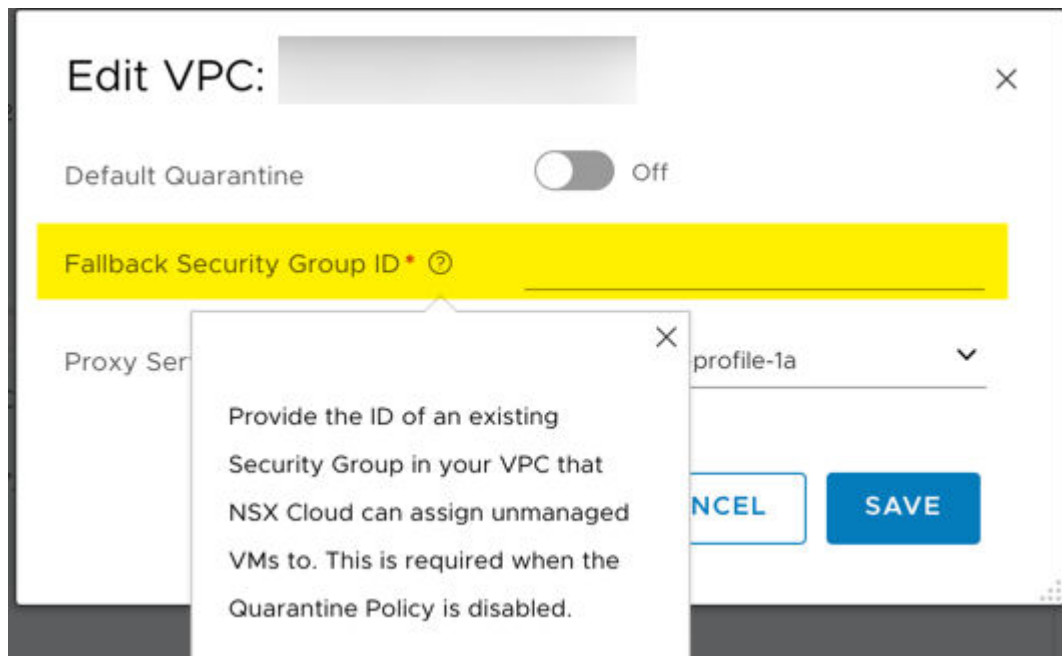 Edit VPC:
Default Quarantine
Off
Fallback Security Group ID*
Proxy Ser
profile-1a
Provide the ID of an existing
Security Group in your VPC that
NSX Cloud can assign unmanaged
VMs to. This is required when the
Quarantine Policy is disabled.
NCEL
SAVE